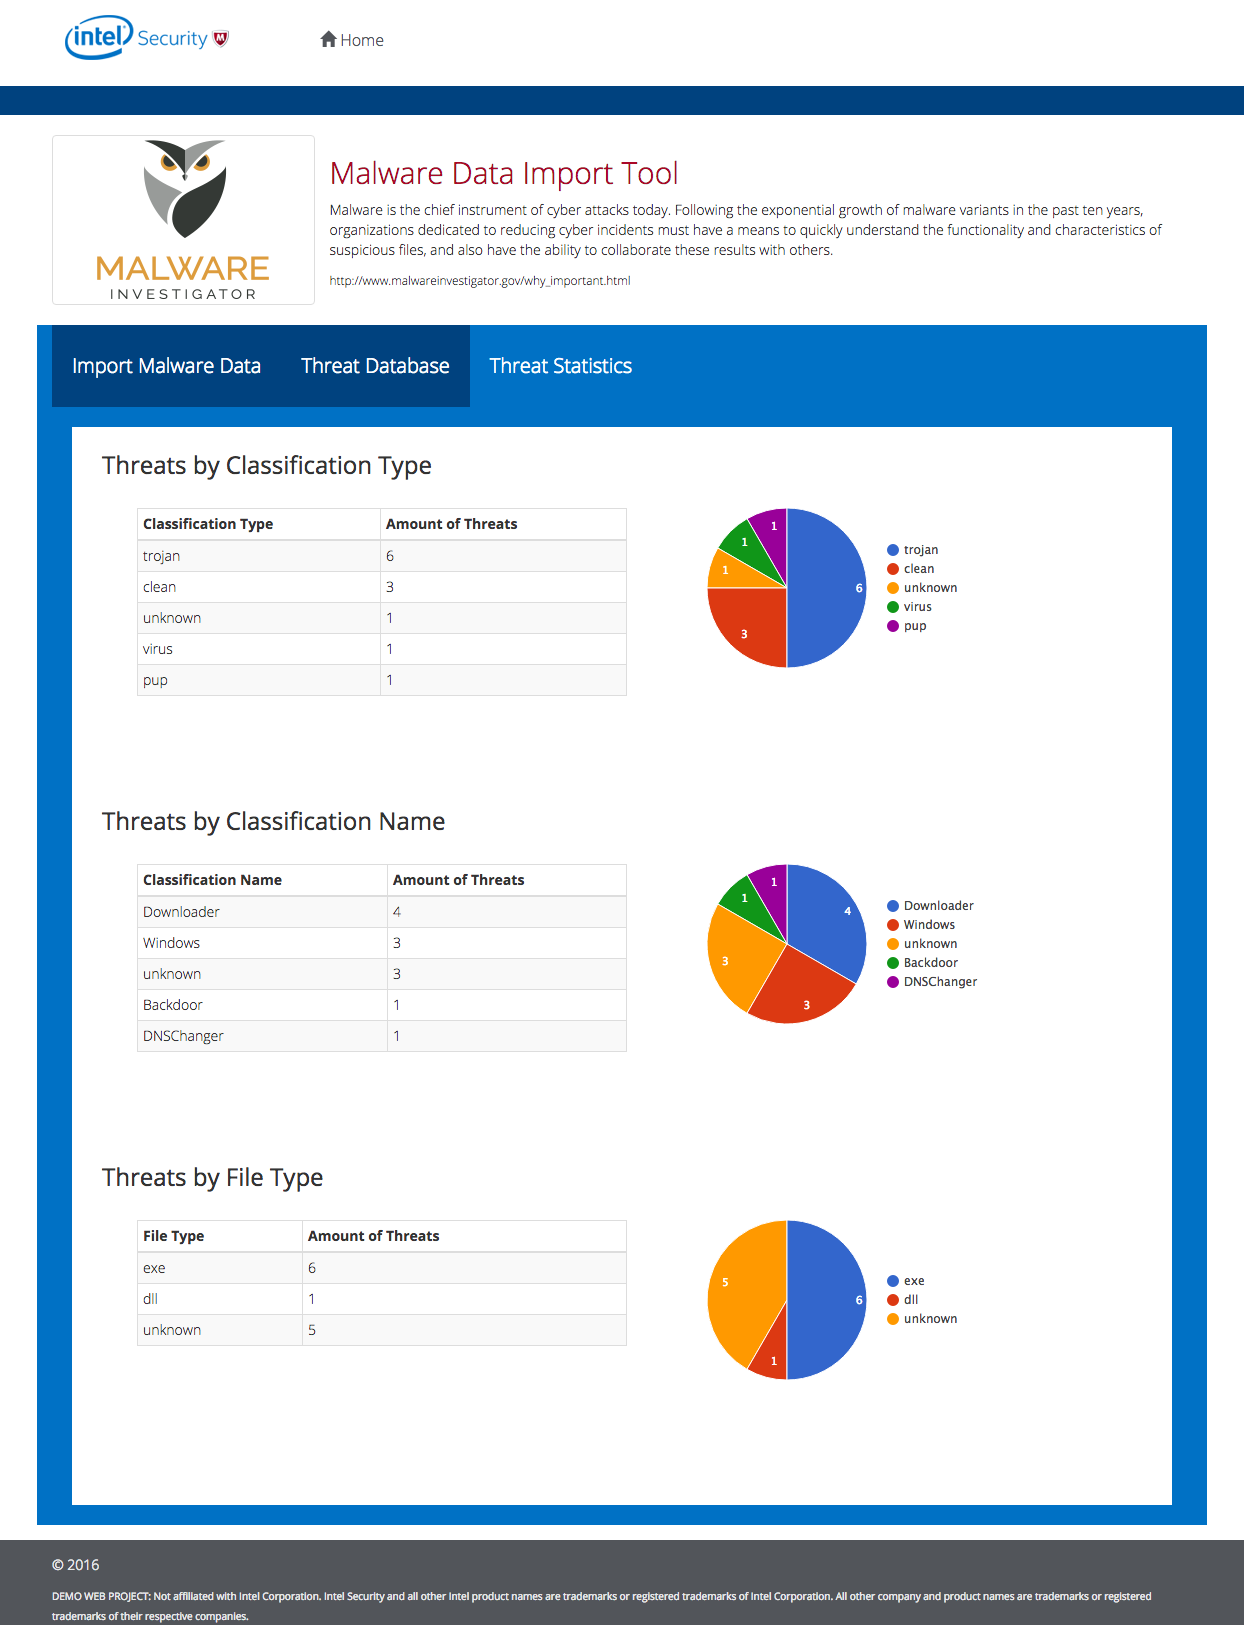 intel Security
Home
MALWARE
INVESTIGATOR
Malware Data Import Tool
Malware is the chief instrument of cyber attacks today. Following the exponential growth of malware variants in the past ten years,
organizations dedicated to reducing cyber incidents must have a means to quickly understand the functionality and characteristics of
suspicious files, and also have the ability to collaborate these results with others.
http://www.malwareinvestigator.gov/why_important.html
Import Malware Data Threat Database Threat Statistics
Threats by Classification Type
Classification Type Amount of Threats
trojan 6
clean 3
unknown 1
virus 1
pup 1
1
1
1
6
3
trojan
clean
unknown
virus
pup
Threats by Classification Name
Classification Name Amount of Threats
Downloader 4
Windows 3
unknown 3
Backdoor 1
DNSChanger 1
1
1
4
3
3
Downloader
Windows
unknown
Backdoor
DNSChanger
Threats by File Type
File Type Amount of Threats
exe 6
dll 1
unknown 5
5
6
1
exe
dll
unknown
© 2016
DEMO WEB PROJECT: Not affiliated with Intel Corporation. Intel Security and all other Intel product names are trademarks or registered trademarks of Intel Corporation. All other company and product names are trademarks or registered
trademarks of their respective companies.